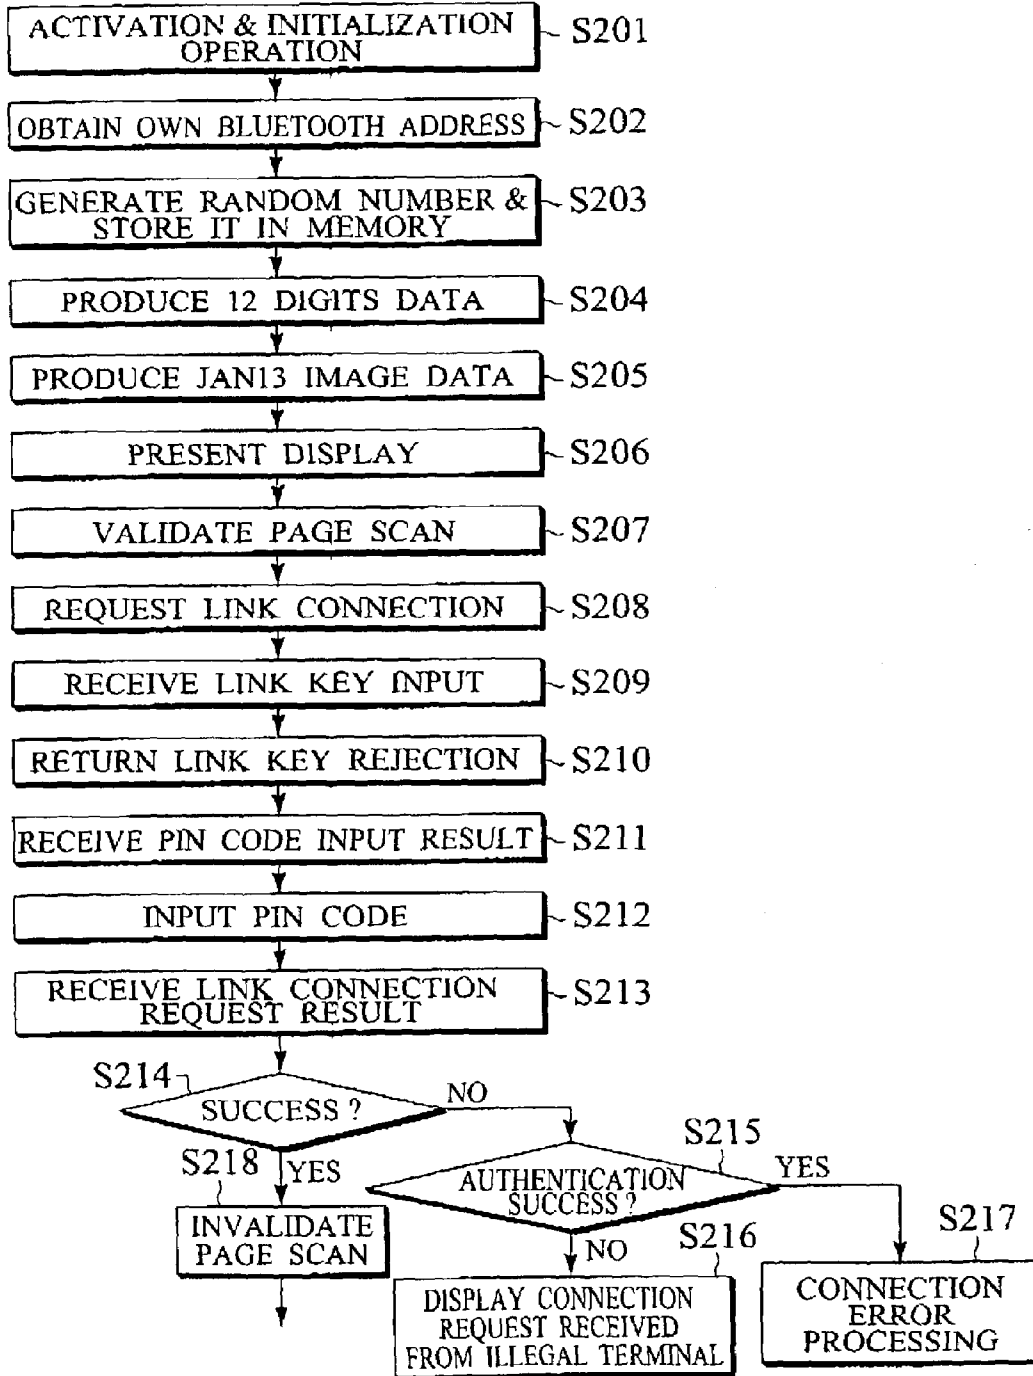 ACTIVATION & INITIALIZATION
OPERATION
S201
OBTAIN OWN BLUETOOTH ADDRESS
S202
GENERATE RANDOM NUMBER &
STORE IT IN MEMORY
S203
PRODUCE 12 DIGITS DATA
S204
PRODUCE JAN13 IMAGE DATA
S205
PRESENT DISPLAY
S206
VALIDATE PAGE SCAN
S207
REQUEST LINK CONNECTION
S208
RECEIVE LINK KEY INPUT
S209
RETURN LINK KEY REJECTION
S210
RECEIVE PIN CODE INPUT RESULT
S211
INPUT PIN CODE
S212
RECEIVE LINK CONNECTION
REQUEST RESULT
S213
S214
SUCCESS ?
NO
S215
S218
YES
AUTHENTICATION
SUCCESS ?
YES
INVALIDATE
PAGE SCAN
NO
S216
S217
DISPLAY CONNECTION
REQUEST RECEIVED
FROM ILLEGAL TERMINAL
CONNECTION
ERROR
PROCESSING